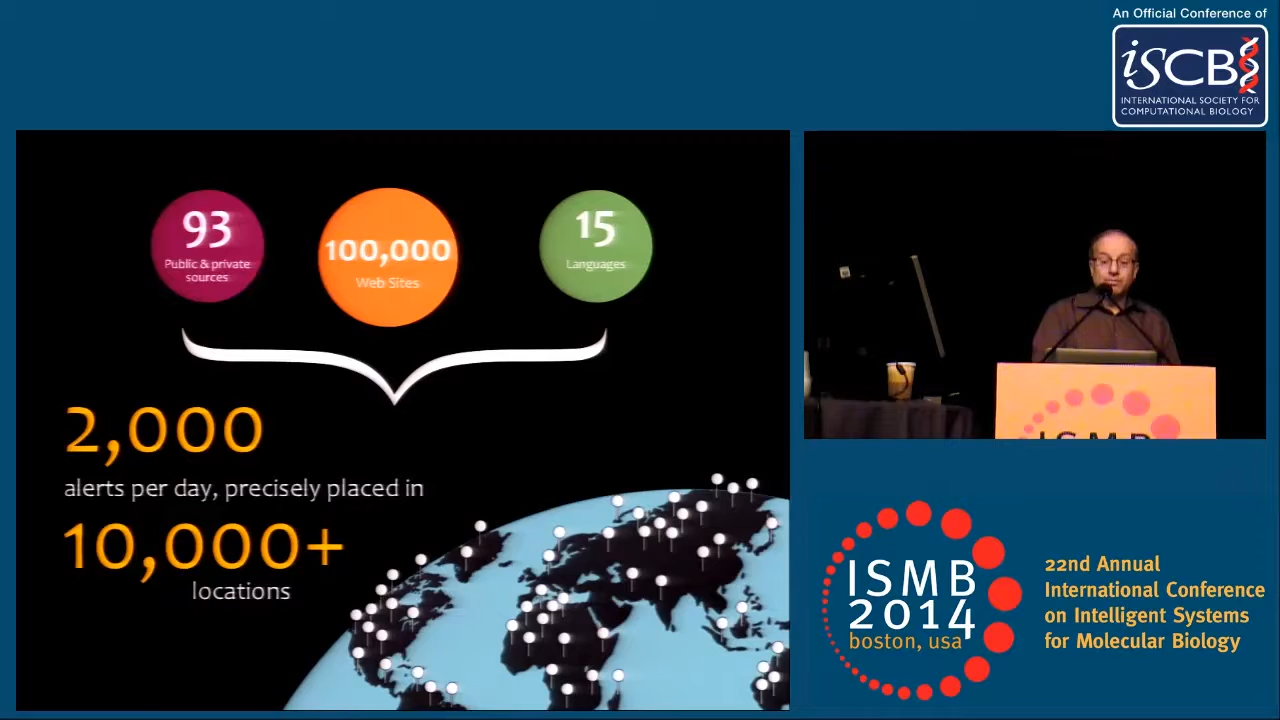 An Official Conference of
iSCB
INTERNATIONAL SOCIETY FOR
COMPUTATIONAL BIOLOGY
93
Public & private
sources
100,000
Web Sites
15
Languages
2,000
alerts per day, precisely placed in
10,000+
locations
ISMB
ISMB
2014
boston, usa
22nd Annual
International Conference
on Intelligent Systems
for Molecular Biology